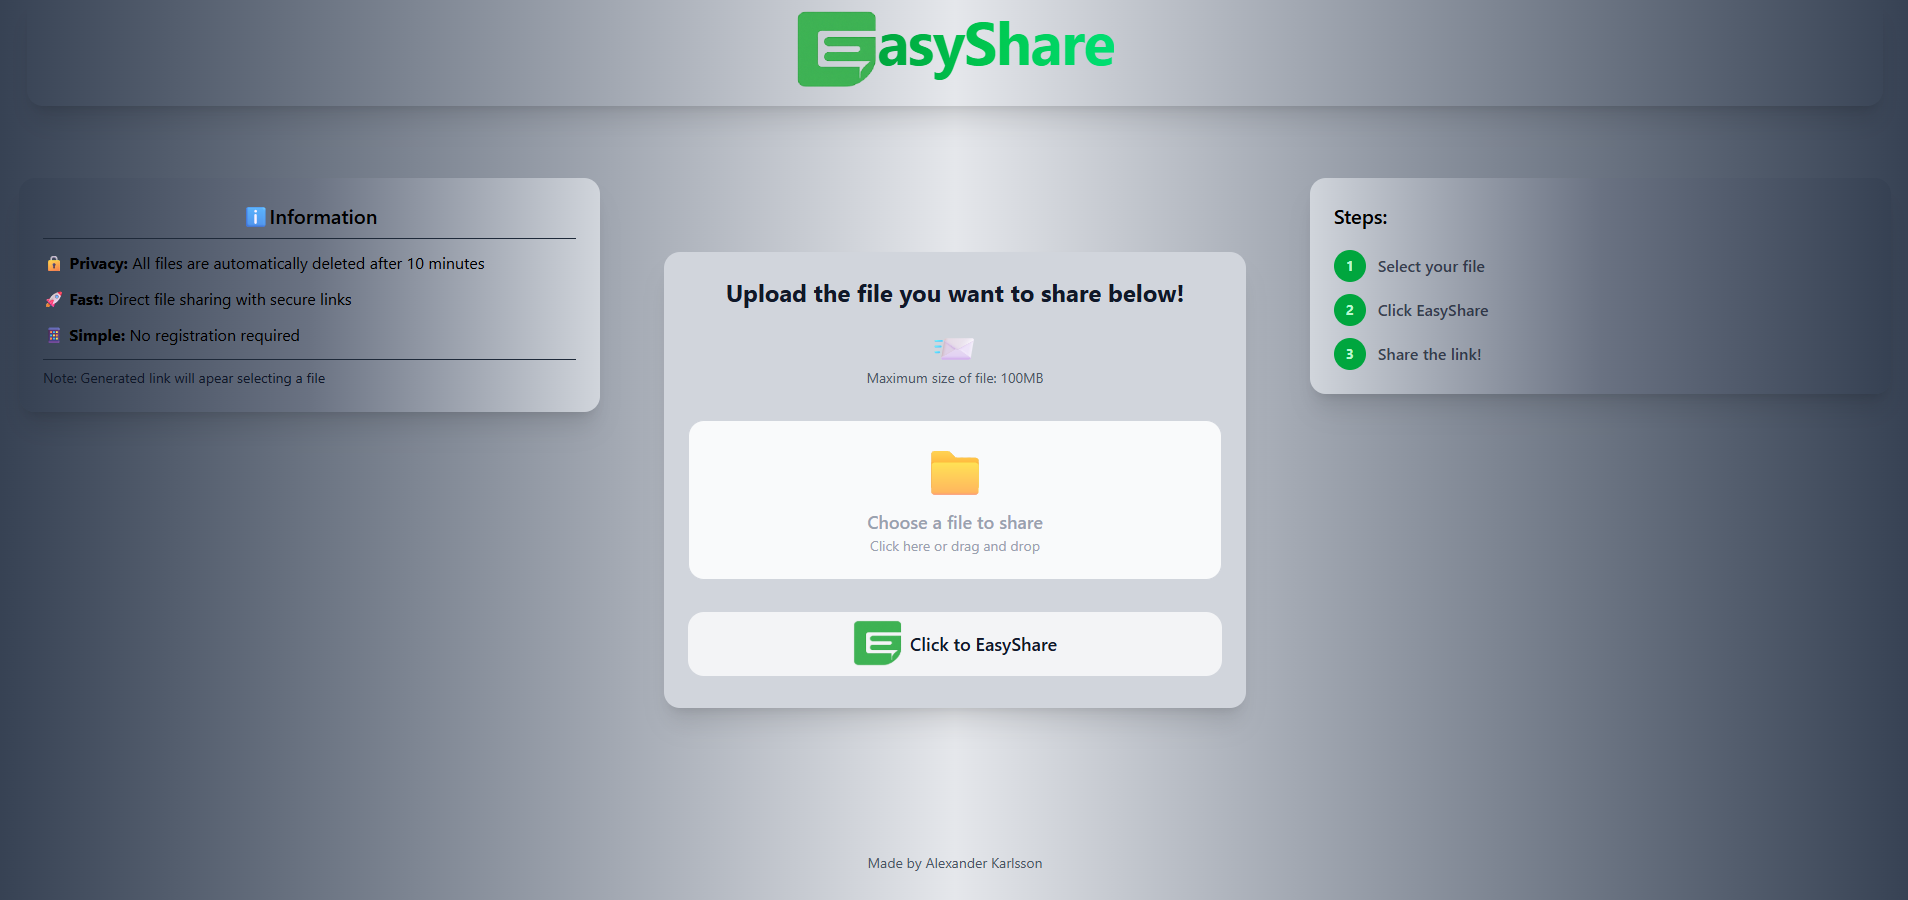 EasyShare
ℹ️ Information
🔒 Privacy: All files are automatically deleted after 10 minutes
🚀 Fast: Direct file sharing with secure links
📱 Simple: No registration required
Note: Generated link will apear selecting a file
Upload the file you want to share below!
Maximum size of file: 100MB
Choose a file to share
Click here or drag and drop
Click to EasyShare
Steps:
1 Select your file
2 Click EasyShare
3 Share the link!
Made by Alexander Karlsson